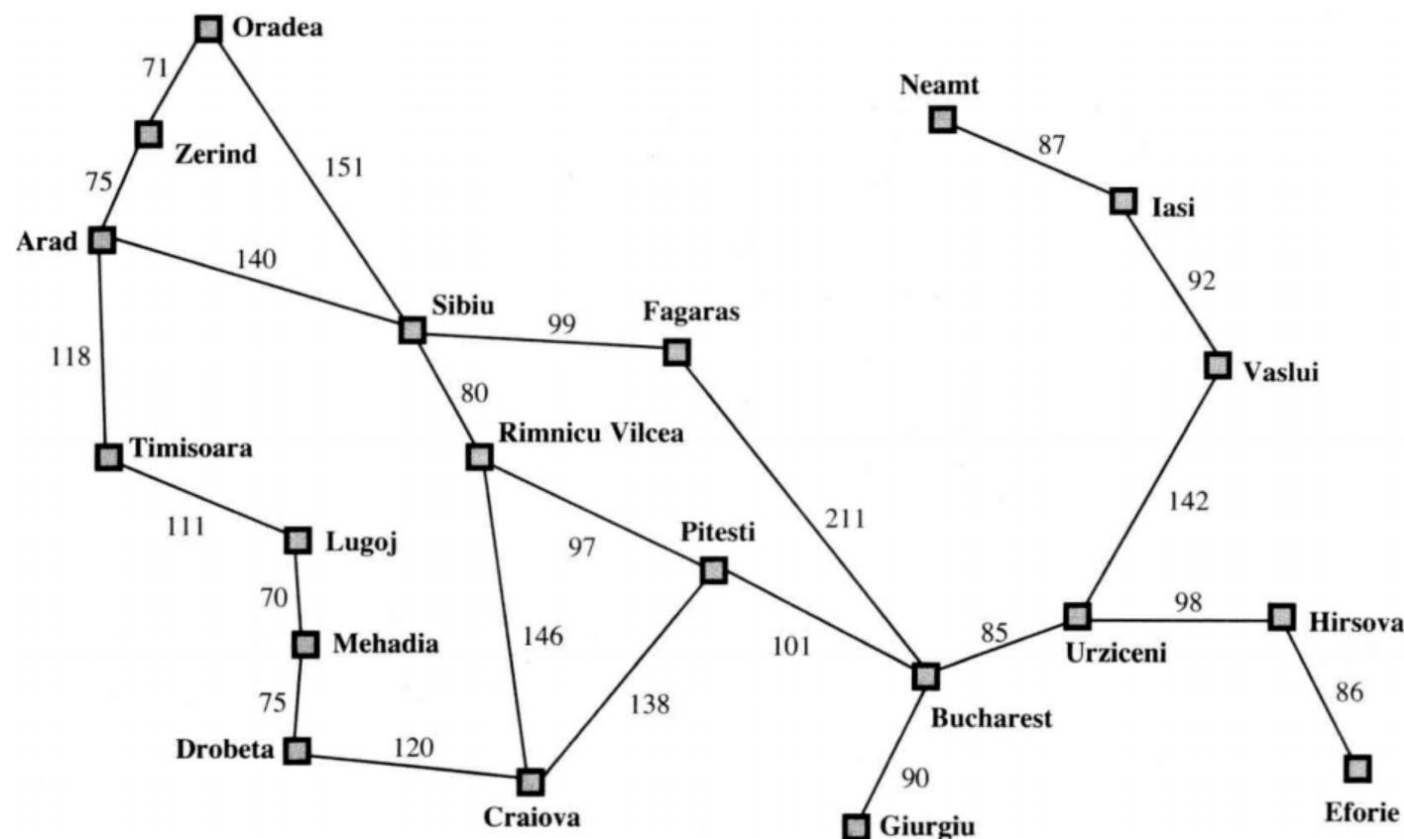 Oradea
71
Neamt
87
Zerind
151
75
Iasi
Arad
140
92
Sibiu
Fagaras
99
118
Vaslui
80
Timisoara
Rimnicu Vilcea
142
111
211
Lugoj
97
Pitesti
70
98
Hirsova
146
85
Mehadia
101
Urziceni
86
75
138
Bucharest
Drobeta
120
90
Craiova
Giurgiu
Eforie